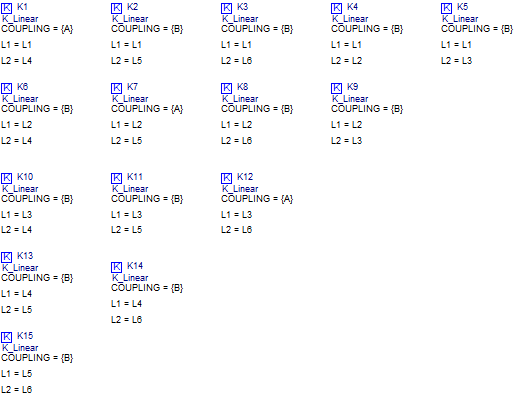 K K1
K_Linear
COUPLING = {A}
L1 = L1
L2 = L4
K K2
K_Linear
COUPLING = {B}
L1 = L1
L2 = L5
K K3
K_Linear
COUPLING = {B}
L1 = L1
L2 = L6
K K4
K_Linear
COUPLING = {B}
L1 = L1
L2 = L2
K K5
K_Linear
COUPLING = {B}
L1 = L1
L2 = L3
K K6
K_Linear
COUPLING = {B}
L1 = L2
L2 = L4
K K7
K_Linear
COUPLING = {A}
L1 = L2
L2 = L5
K K8
K_Linear
COUPLING = {B}
L1 = L2
L2 = L6
K K9
K_Linear
COUPLING = {B}
L1 = L2
L2 = L3
K K10
K_Linear
COUPLING = {B}
L1 = L3
L2 = L4
K K11
K_Linear
COUPLING = {B}
L1 = L3
L2 = L5
K K12
K_Linear
COUPLING = {A}
L1 = L3
L2 = L6
K K13
K_Linear
COUPLING = {B}
L1 = L4
L2 = L5
K K14
K_Linear
COUPLING = {B}
L1 = L4
L2 = L6
K K15
K_Linear
COUPLING = {B}
L1 = L5
L2 = L6